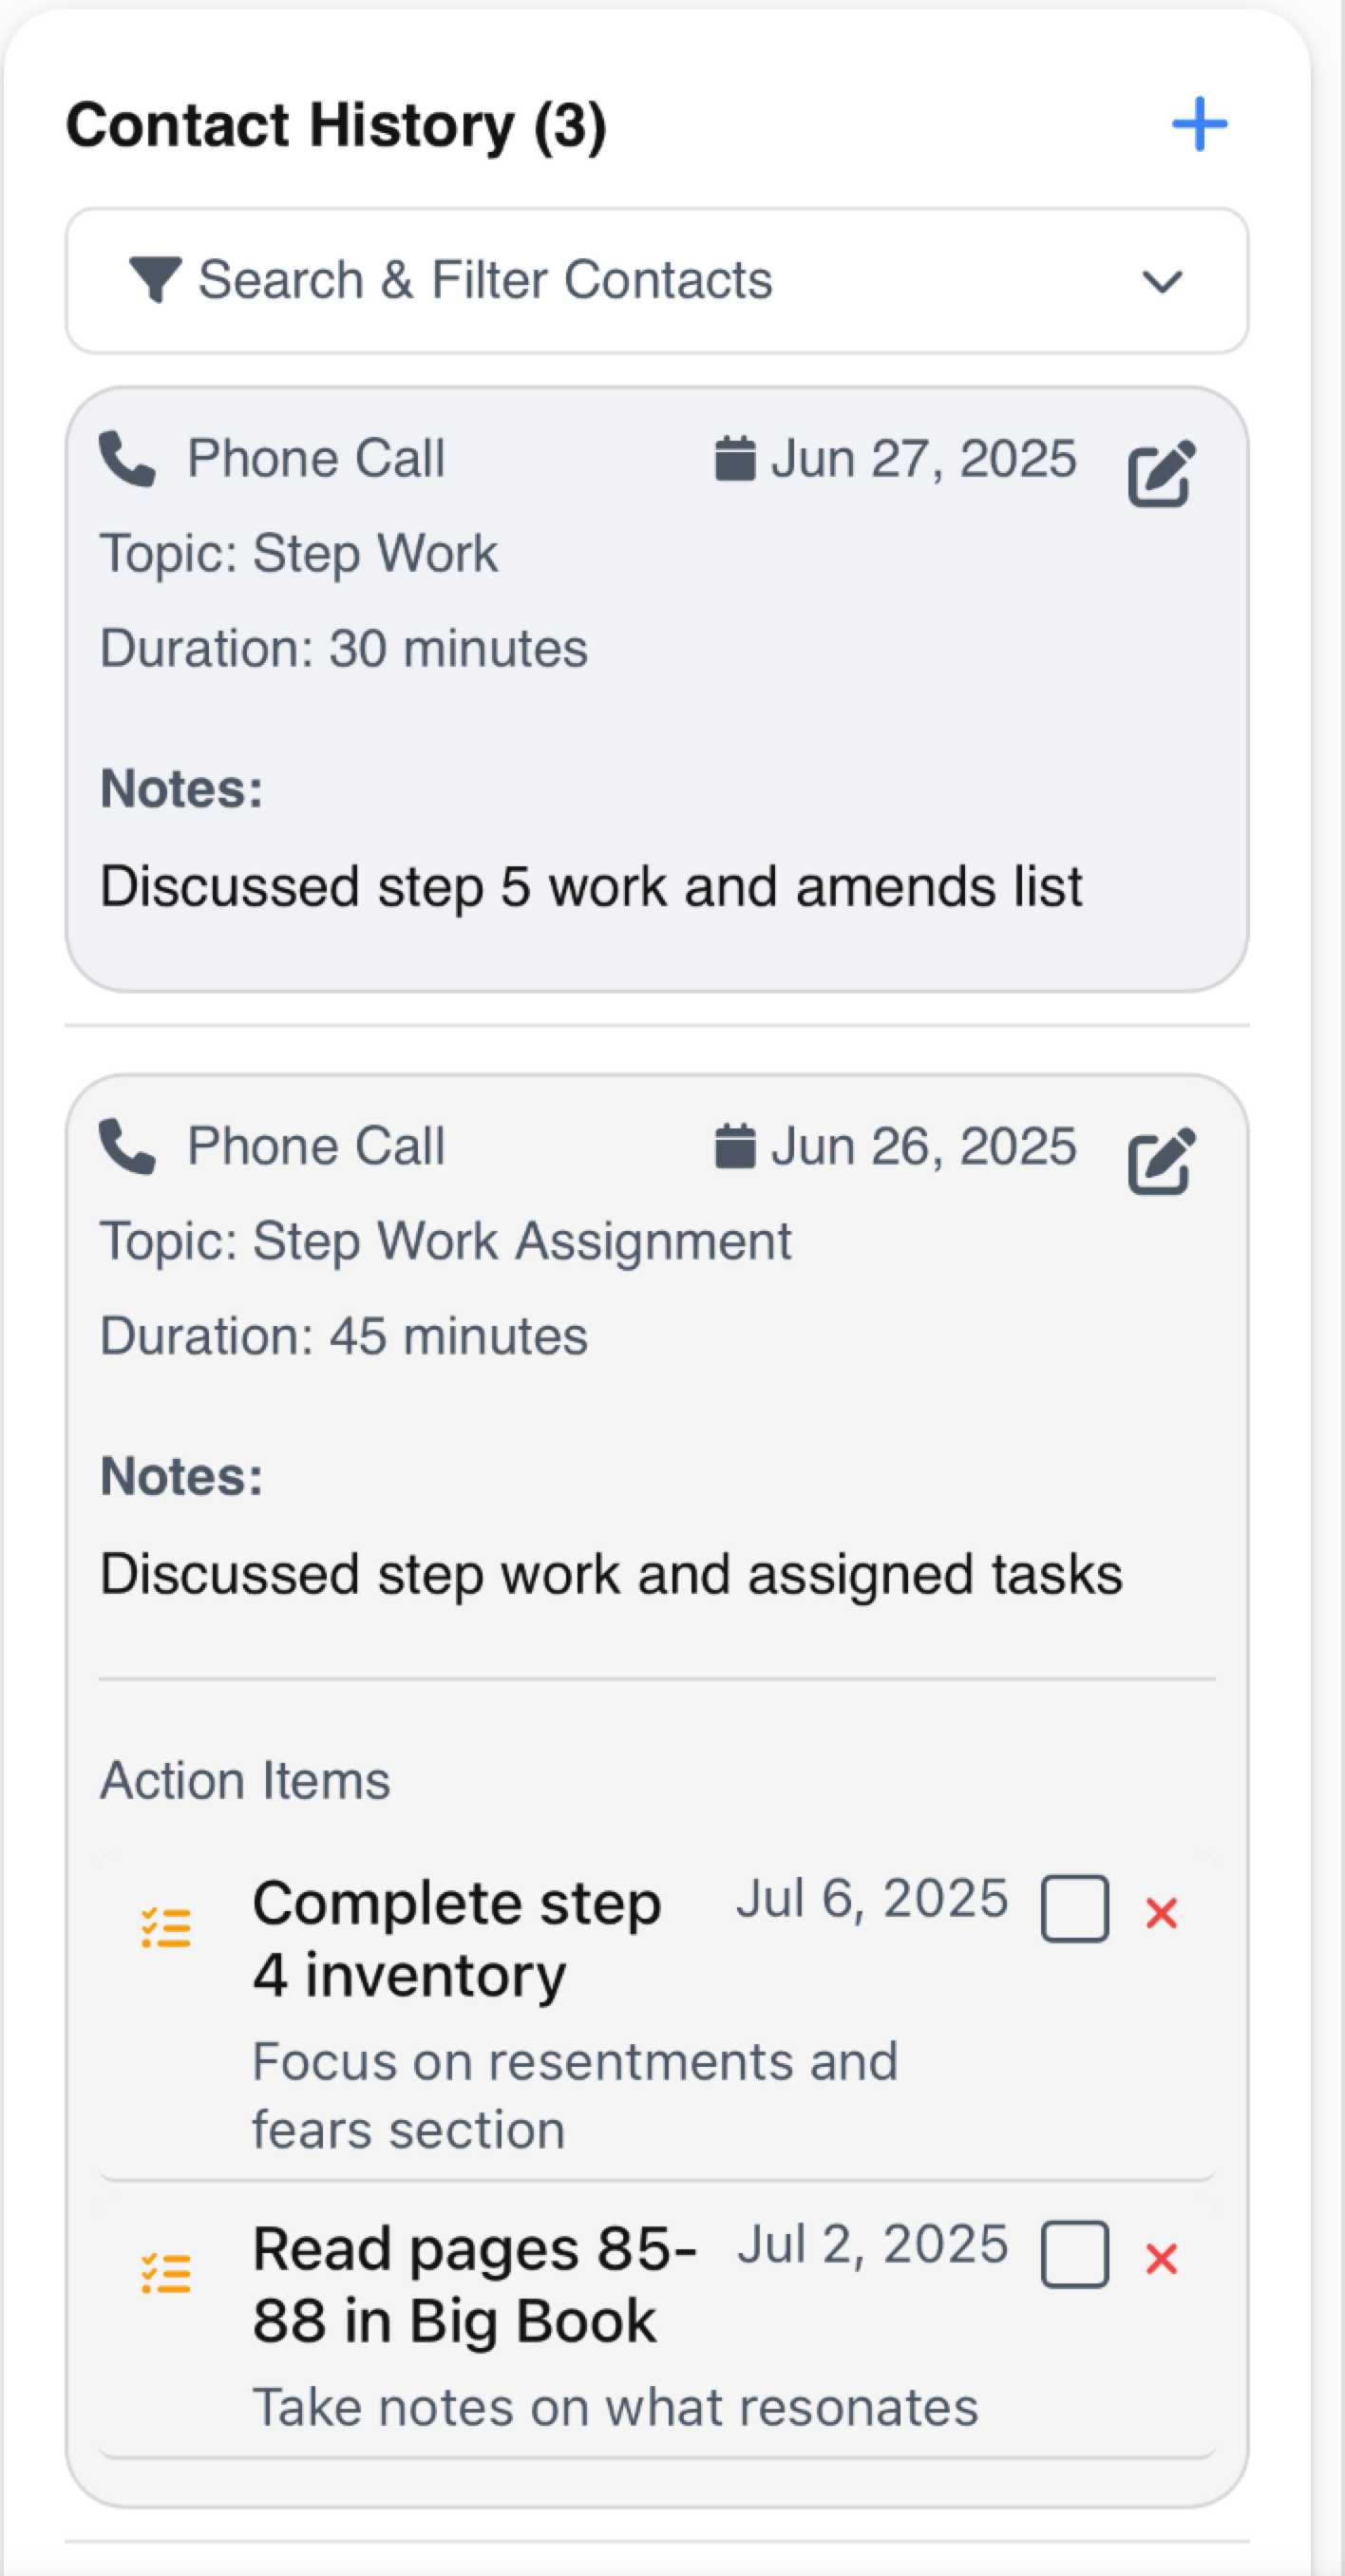 Contact History (3)
Search & Filter Contacts
Phone Call Jun 27, 2025
Topic: Step Work
Duration: 30 minutes
Notes:
Discussed step 5 work and amends list
Phone Call Jun 26, 2025
Topic: Step Work Assignment
Duration: 45 minutes
Notes:
Discussed step work and assigned tasks
Action Items
Complete step Jul 6, 2025
4 inventory
Focus on resentments and
fears section
Read pages 85- Jul 2, 2025
88 in Big Book
Take notes on what resonates